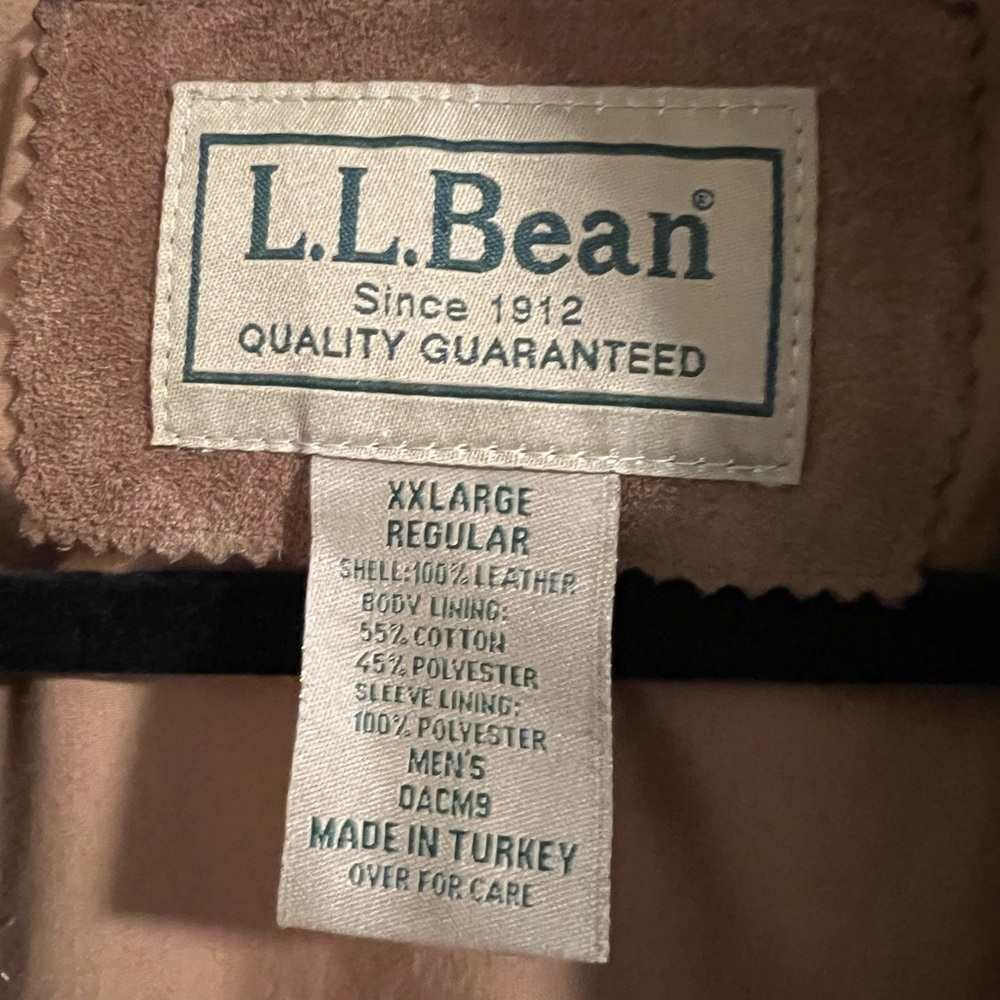 L.L.Bean®
Since 1912
QUALITY GUARANTEED
XXLARGE
REGULAR
SHELL:100% LEATHER
BODY LINING:
55% COTTON
45% POLYESTER
SLEEVE LINING:
100% POLYESTER
MEN'S
0ACM9
MADE IN TURKEY
OVER FOR CARE